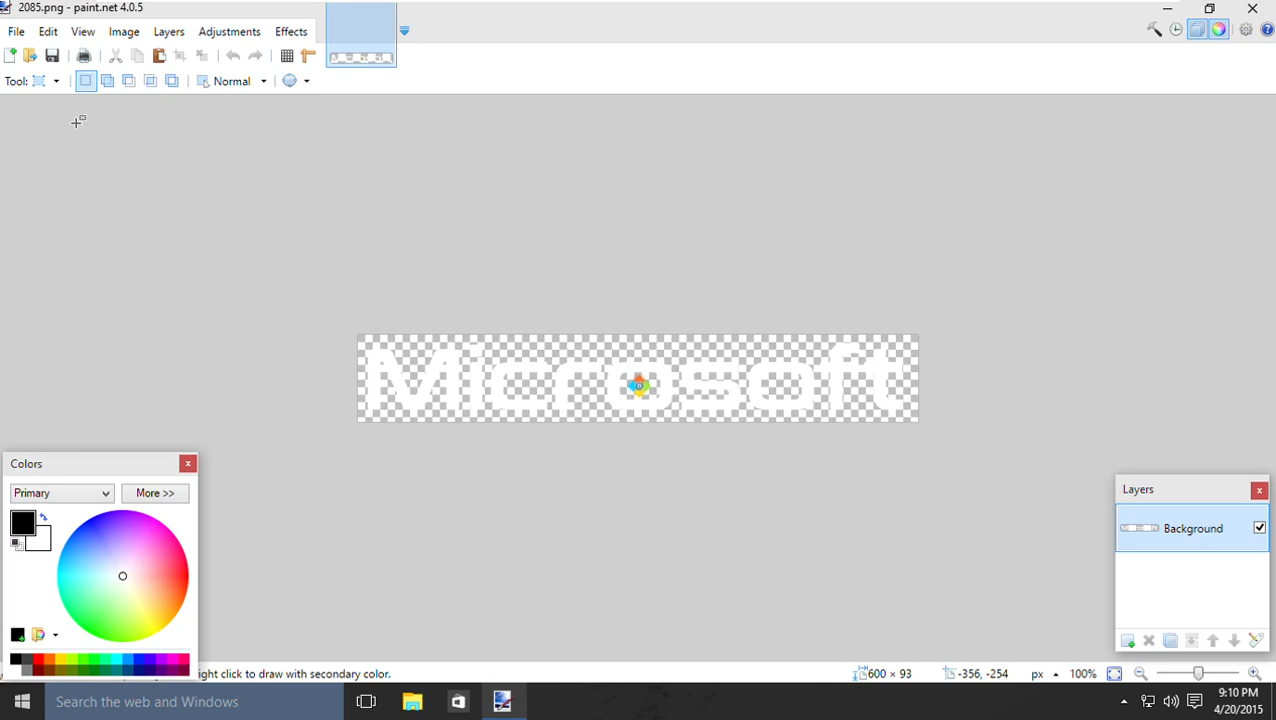 2085.png - paint.net 4.0.5
File Edit View Image Layers Adjustments Effects
Tool: Normal
Microsoft
Colors
Primary More >>
Layers
Background
right click to draw with secondary color. 600 × 93 -356, -254 px 100%
Search the web and Windows
9:10 PM
4/20/2015